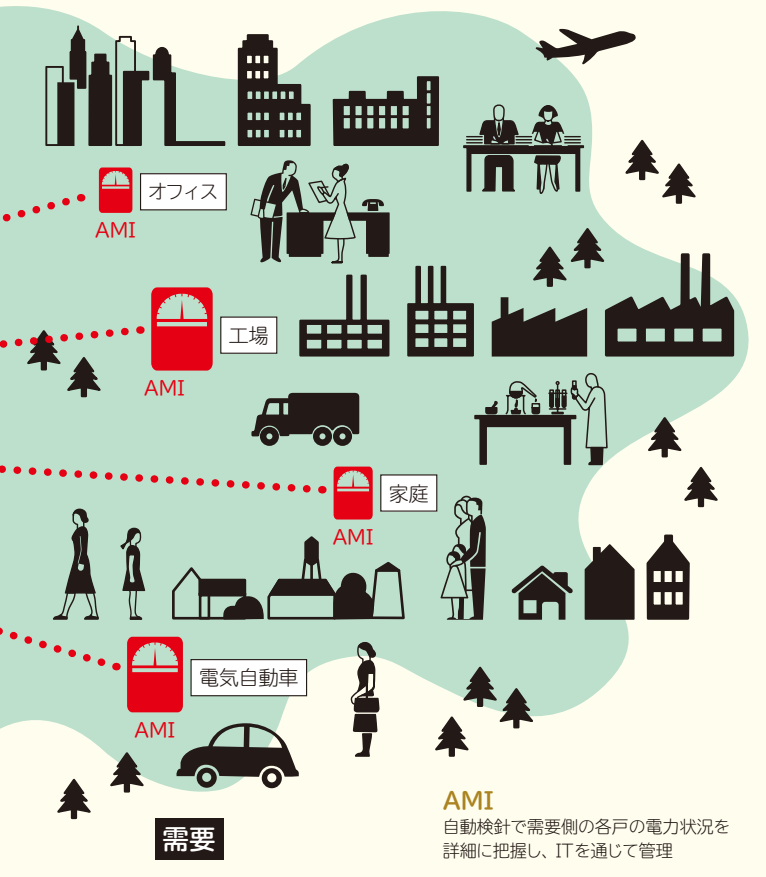 オフィス
AMI
工場
AMI
家庭
AMI
電気自動車
AMI
需要
AMI
自動検針で需要側の各戸の電力状況を
詳細に把握し、ITを通じて管理